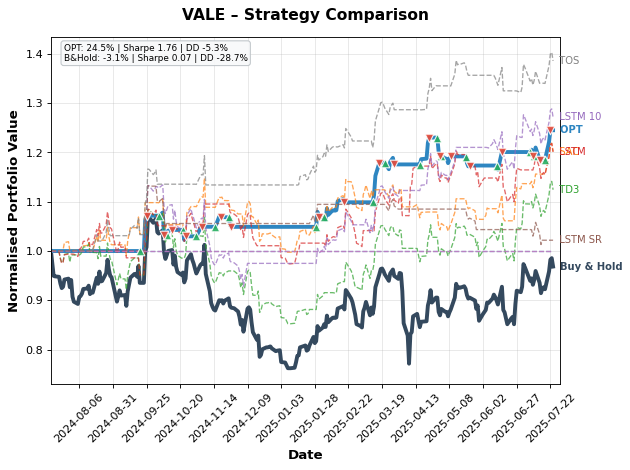 VALE – Strategy Comparison
OPT: 24.5% | Sharpe 1.76 | DD -5.3%
B&Hold: -3.1% | Sharpe 0.07 | DD -28.7%
Normalised Portfolio Value
1.4
1.3
1.2
1.1
1.0
0.9
0.8
TOS
LSTM 10
OPT
LSTM
TD3
LSTM SR
Buy & Hold
2024-08-06
2024-08-31
2024-09-25
2024-10-20
2024-11-14
2024-12-09
2025-01-03
2025-01-28
2025-02-22
2025-03-19
2025-04-13
2025-05-08
2025-06-02
2025-06-27
2025-07-22
Date